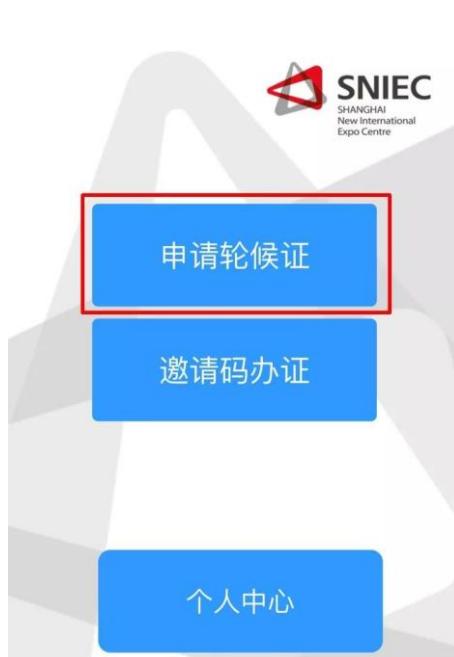 SNIEC
SHANGHAI
New International
Expo Centre
申请轮候证
邀请码办证
个人中心